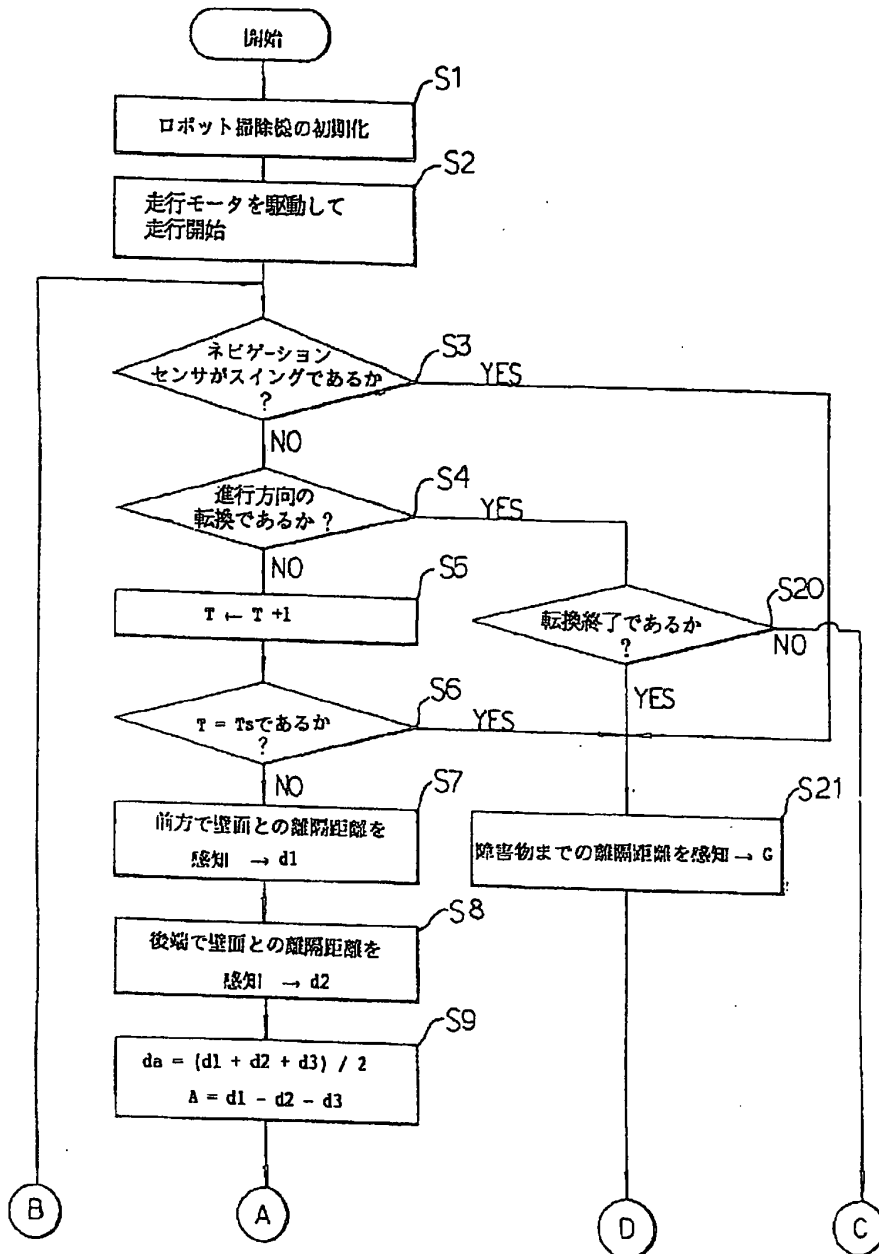 開始
S1
ロボット掃除機の初期化
S2
走行モータを駆動して
走行開始
ネビゲーション
センサがスイングであるか
?
S3
YES
NO
進行方向の
転換であるか ?
S4
YES
NO
S5
T ← T +1
転換終了であるか
?
S20
NO
YES
T = Tsであるか
?
S6
YES
NO
S7
前方で壁面との離隔距離を
感知 → d1
S21
障害物までの離隔距離を感知 → G
S8
後端で壁面との離隔距離を
感知 → d2
S9
da = (d1 + d2 + d3) / 2
A = d1 - d2 - d3
B
A
D
C